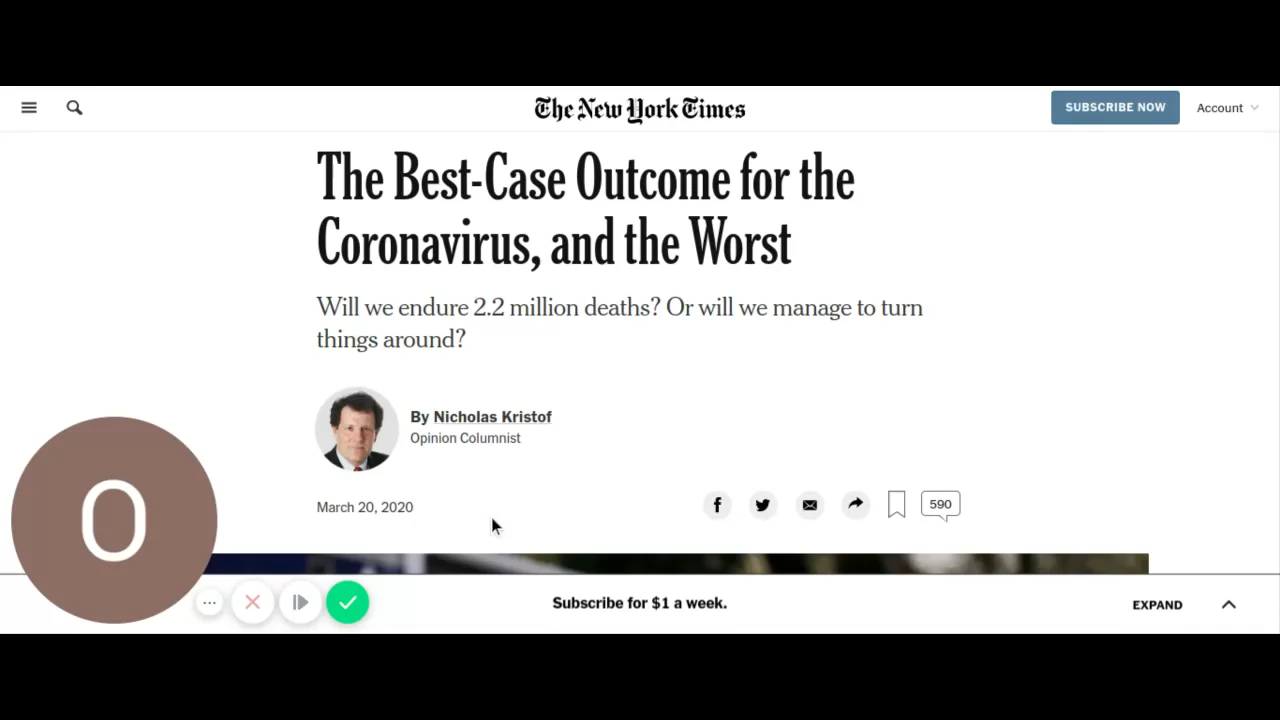 The New York Times
SUBSCRIBE NOW
Account
The Best-Case Outcome for the
Coronavirus, and the Worst
Will we endure 2.2 million deaths? Or will we manage to turn
things around?
By Nicholas Kristof
Opinion Columnist
March 20, 2020
590
O
Subscribe for $1 a week.
EXPAND